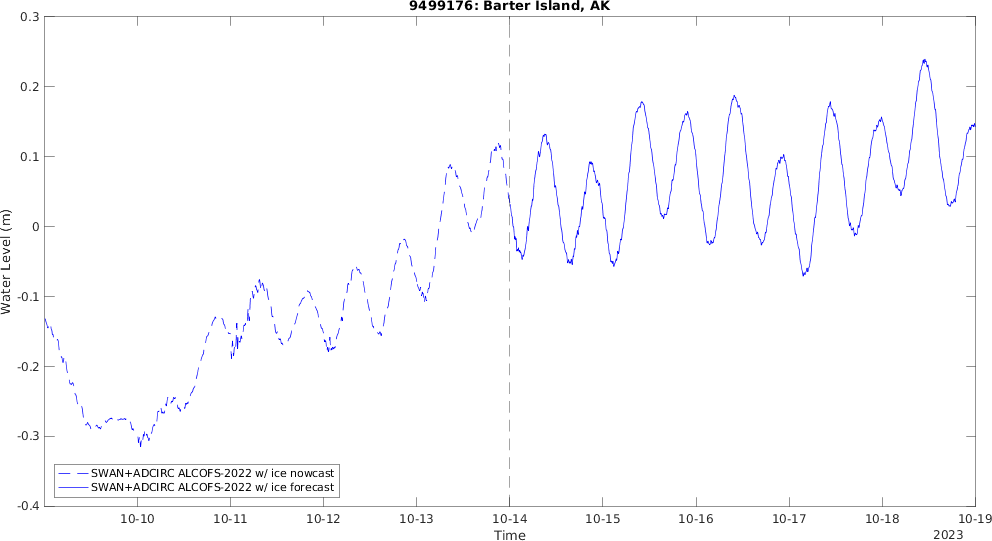 9499176: Barter Island, AK
Water Level (m)
0.3
0.2
0.1
0
-0.1
-0.2
-0.3
-0.4
SWAN+ADCIRC ALCOFS-2022 w/ ice nowcast
SWAN+ADCIRC ALCOFS-2022 w/ ice forecast
10-10 10-11 10-12 10-13 10-14 10-15 10-16 10-17 10-18 10-19
Time
2023